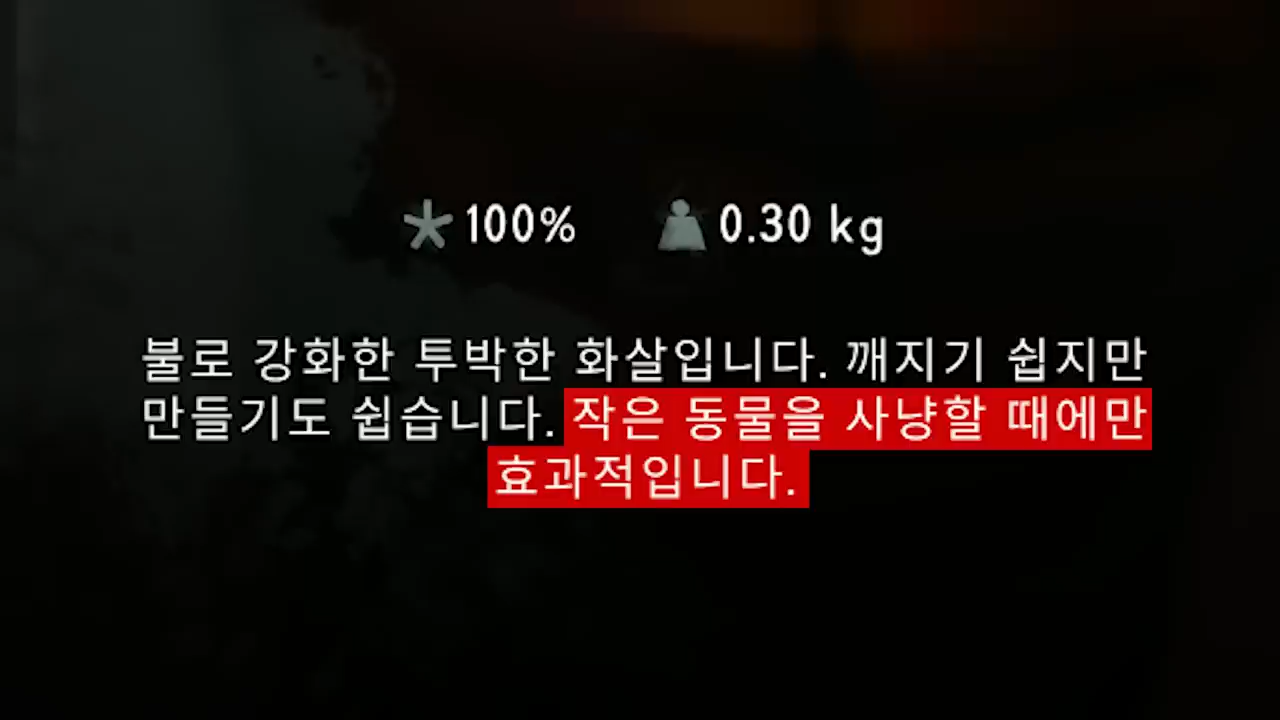 100% 0.30 kg
불로 강화한 투박한 화살입니다. 깨지기 쉽지만
만들기도 쉽습니다. 작은 동물을 사냥할 때에만
효과적입니다.